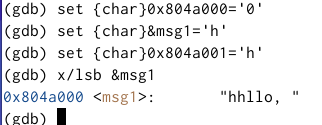 (gdb) set {char}0x804a000='0'
(gdb) set {char}&msg1='h'
(gdb) set {char}0x804a001='h'
(gdb) x/lsb &msg1
0x804a000 <msg1>: "hhllo, "
(gdb)